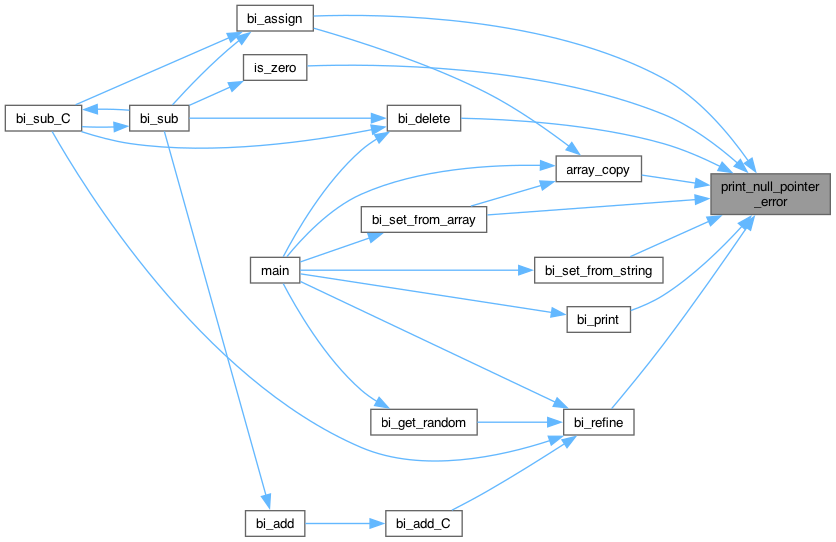 bi_assign
is_zero
bi_sub_C
bi_sub
bi_delete
array_copy
print_null_pointer
_error
bi_set_from_array
main
bi_set_from_string
bi_print
bi_get_random
bi_refine
bi_add
bi_add_C